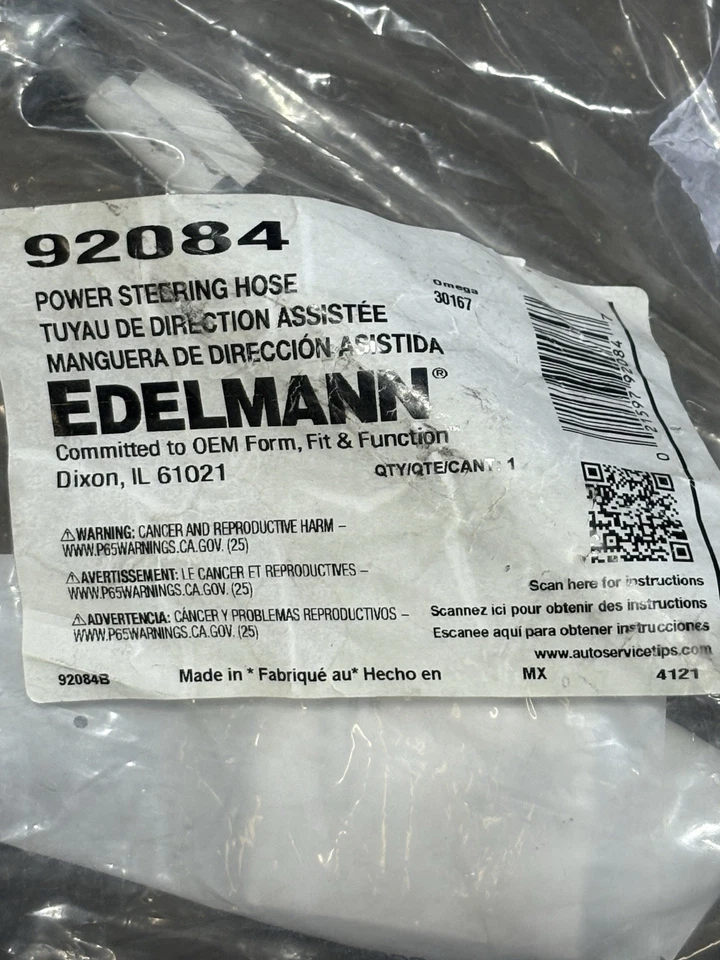 92084
POWER STEERING HOSE
TUYAU DE DIRECTION ASSISTÉE
MANGUERA DE DIRECCIÓN ASISTIDA
Omega
30167
EDELMANN®
Committed to OEM Form, Fit & Function
Dixon, IL 61021
QTY/QTE/CANT: 1
0 21597 92084 7
⚠WARNING: CANCER AND REPRODUCTIVE HARM –
WWW.P65WARNINGS.CA.GOV. (25)
⚠AVERTISSEMENT: LE CANCER ET REPRODUCTIVES –
WWW.P65WARNINGS.CA.GOV. (25)
⚠ADVERTENCIA: CÁNCER Y PROBLEMAS REPRODUCTIVOS –
WWW.P65WARNINGS.CA.GOV. (25)
Scan here for instructions
Scannez ici pour obtenir des instructions
Escanee aquí para obtener instrucciones
www.autoservicetips.com
92084B
Made in * Fabriqué au* Hecho en
MX
4121